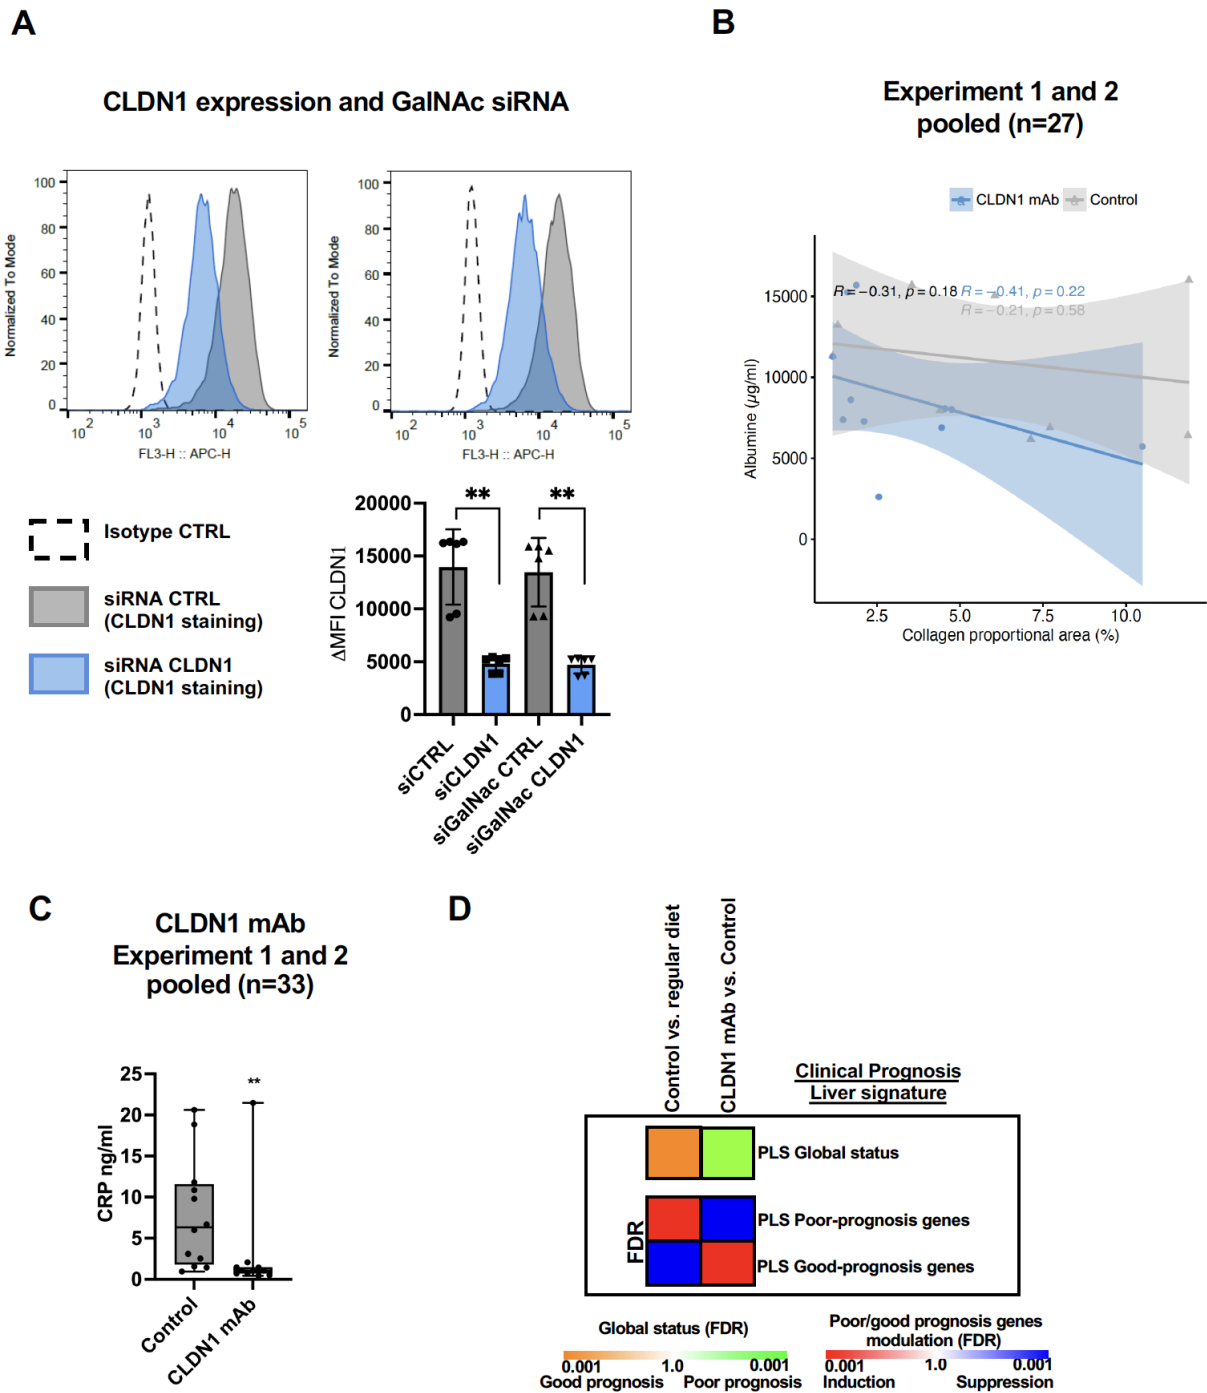 A
B
CLDN1 expression and GalNAc siRNA
Experiment 1 and 2
pooled (n=27)
100
80
60
40
20
0
Normalized To Mode
10^2
10^3
10^4
10^5
FL3-H :: APC-H
100
80
60
40
20
0
Normalized To Mode
10^2
10^3
10^4
10^5
FL3-H :: APC-H
Isotype CTRL
siRNA CTRL
(CLDN1 staining)
siRNA CLDN1
(CLDN1 staining)
** **
20000
15000
10000
5000
0
ΔMFI CLDN1
siCTRL
siCLDN1
siGalNac CTRL
siGalNac CLDN1
CLDN1 mAb
Control
R = −0.31, p = 0.18
R = −0.41, p = 0.22
R = −0.21, p = 0.58
15000
10000
5000
0
Albumine (µg/ml)
2.5 5.0 7.5 10.0
Collagen proportional area (%)
C
CLDN1 mAb
Experiment 1 and 2
pooled (n=33)
**
25
20
15
10
5
0
CRP ng/ml
Control
CLDN1 mAb
D
Control vs. regular diet
CLDN1 mAb vs. Control
Clinical Prognosis
Liver signature
PLS Global status
FDR
PLS Poor-prognosis genes
PLS Good-prognosis genes
Global status (FDR)
0.001 1.0 0.001
Good prognosis Poor prognosis
Poor/good prognosis genes
modulation (FDR)
0.001 1.0 0.001
Induction Suppression